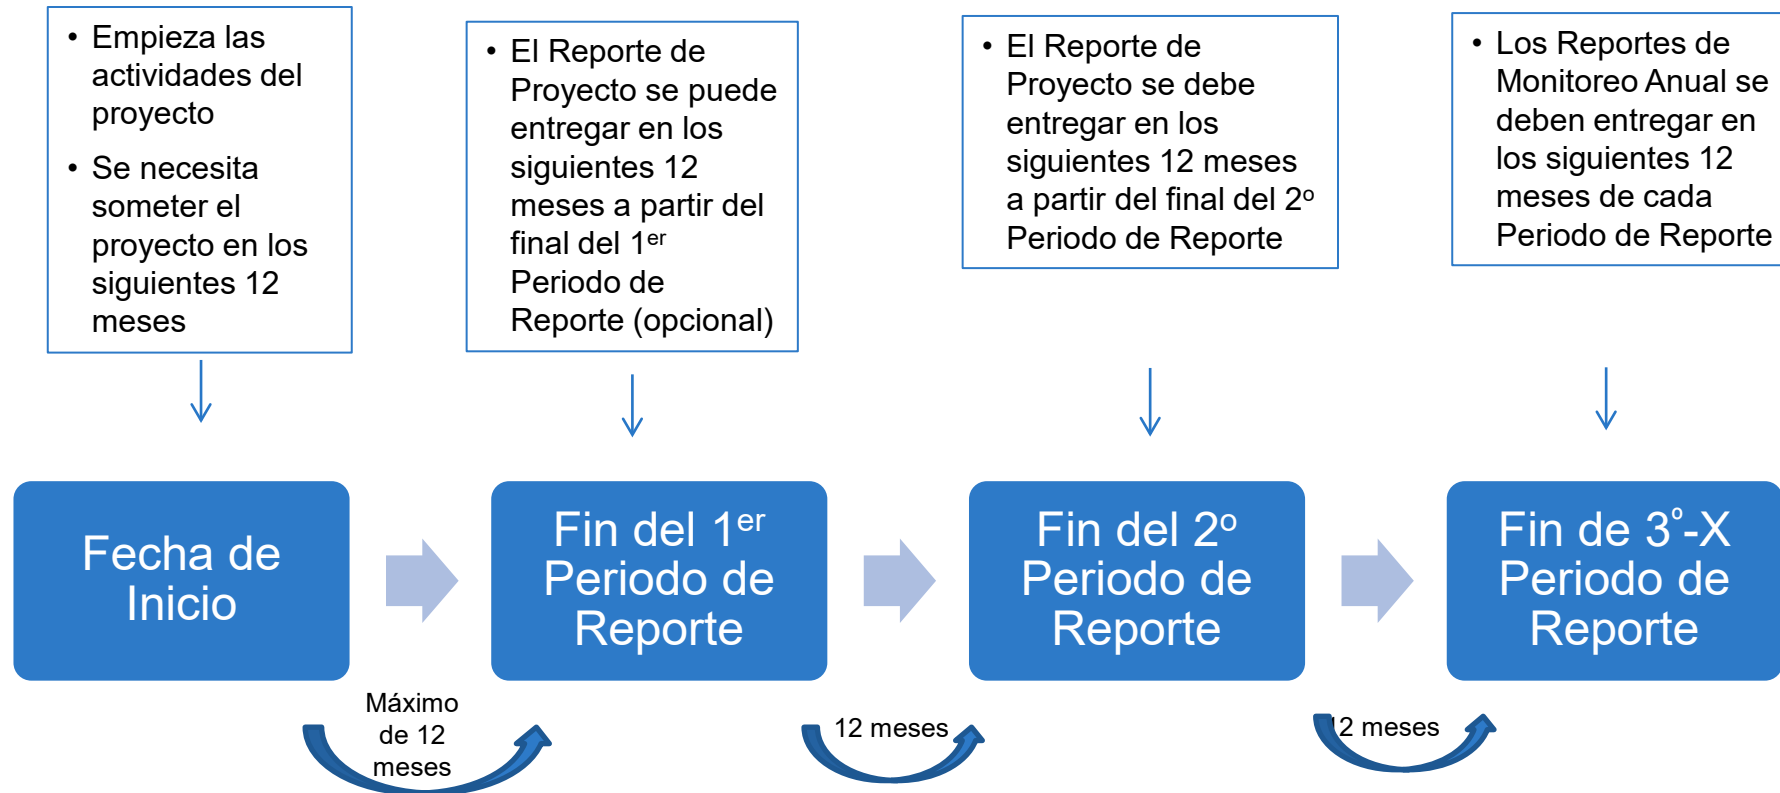 • Empieza las
actividades del
proyecto
• Se necesita
someter el
proyecto en los
siguientes 12
meses
• El Reporte de
Proyecto se puede
entregar en los
siguientes 12
meses a partir del
final del 1er
Periodo de
Reporte (opcional)
• El Reporte de
Proyecto se debe
entregar en los
siguientes 12 meses
a partir del final del 2º
Periodo de Reporte
• Los Reportes de
Monitoreo Anual se
deben entregar en
los siguientes 12
meses de cada
Periodo de Reporte
Fecha de
Inicio
Fin del 1er
Periodo de
Reporte
Fin del 2º
Periodo de
Reporte
Fin de 3º-X
Periodo de
Reporte
Máximo
de 12
meses
12 meses
12 meses